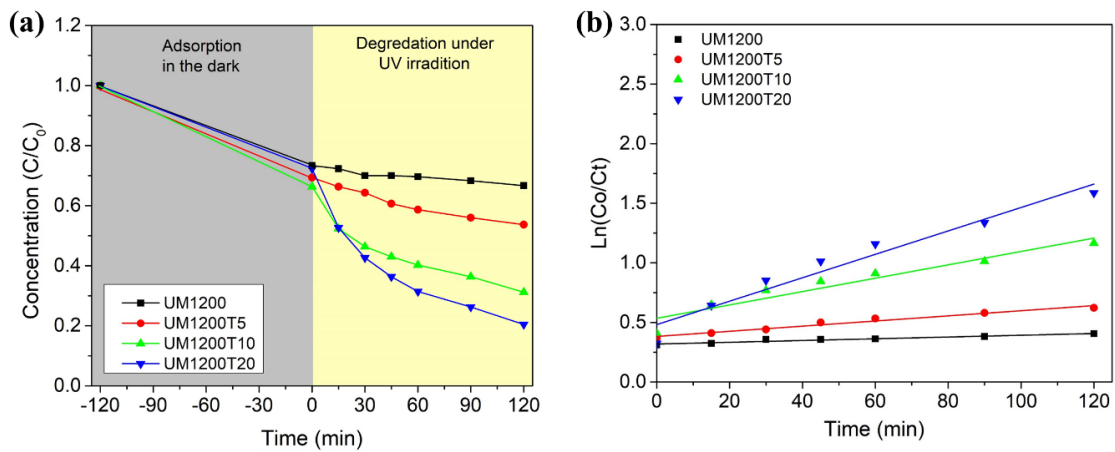 (a)
Adsorption
in the dark
Degredation under
UV irradition
1.2
1.0
0.8
0.6
0.4
0.2
0.0
Concentration (C/C0)
UM1200
UM1200T5
UM1200T10
UM1200T20
-120 -90 -60 -30 0 30 60 90 120
Time (min)
(b)
3.0
2.5
2.0
1.5
1.0
0.5
0.0
Ln(Co/Ct)
UM1200
UM1200T5
UM1200T10
UM1200T20
0 20 40 60 80 100 120
Time (min)